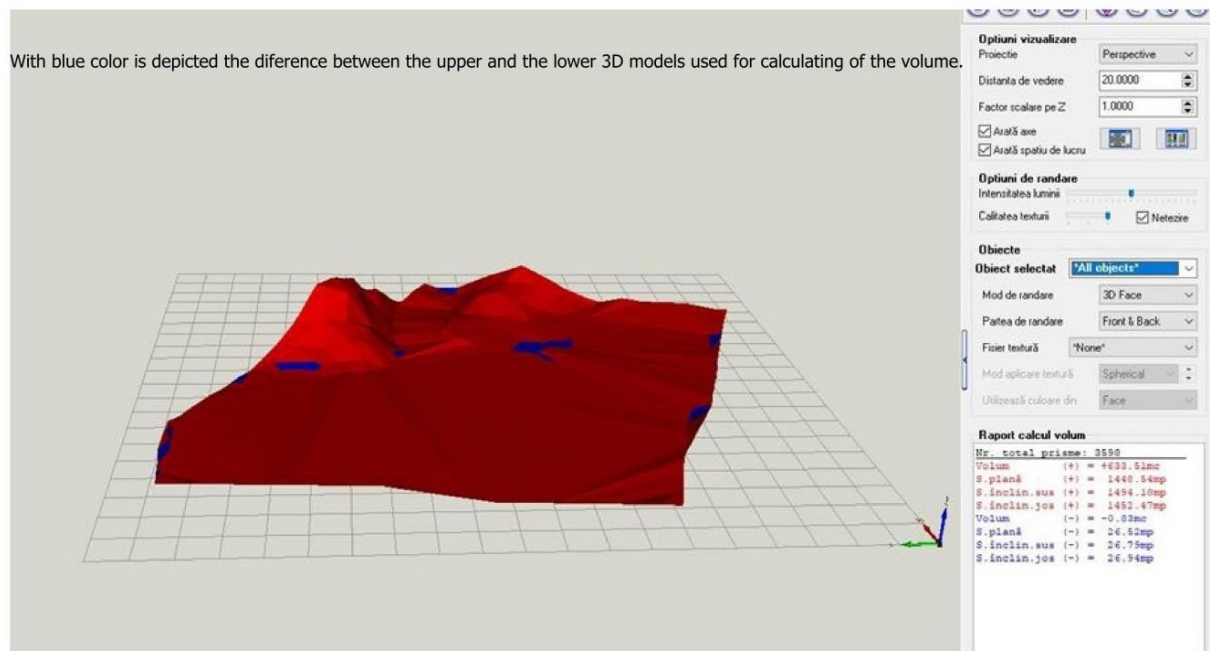 With blue color is depicted the diference between the upper and the lower 3D models used for calculating of the volume.
Optiuni vizualizare
Proiectie Perspective
Distanta de vedere 20.0000
Factor scalare pe Z 1.0000
Arată axe
Arată spatiu de lucru
Optiuni de randare
Intensitatea luminii
Calitatea texturii Netezire
Obiecte
Obiect selectat *All objects*
Mod de randare 3D Face
Partea de randare Front & Back
Fisier textură *None*
Mod aplicare textură Spherical
Utilizează culoare din Face
Raport calcul volum
Nr. total prisme: 3598
Volum (+) = +633.51mc
S.plană (+) = 1448.54mp
S.inclin.sus (+) = 1494.18mp
S.inclin.jos (+) = 1452.47mp
Volum (-) = -0.83mc
S.plană (-) = 26.52mp
S.inclin.sus (-) = 26.79mp
S.inclin.jos (-) = 26.94mp